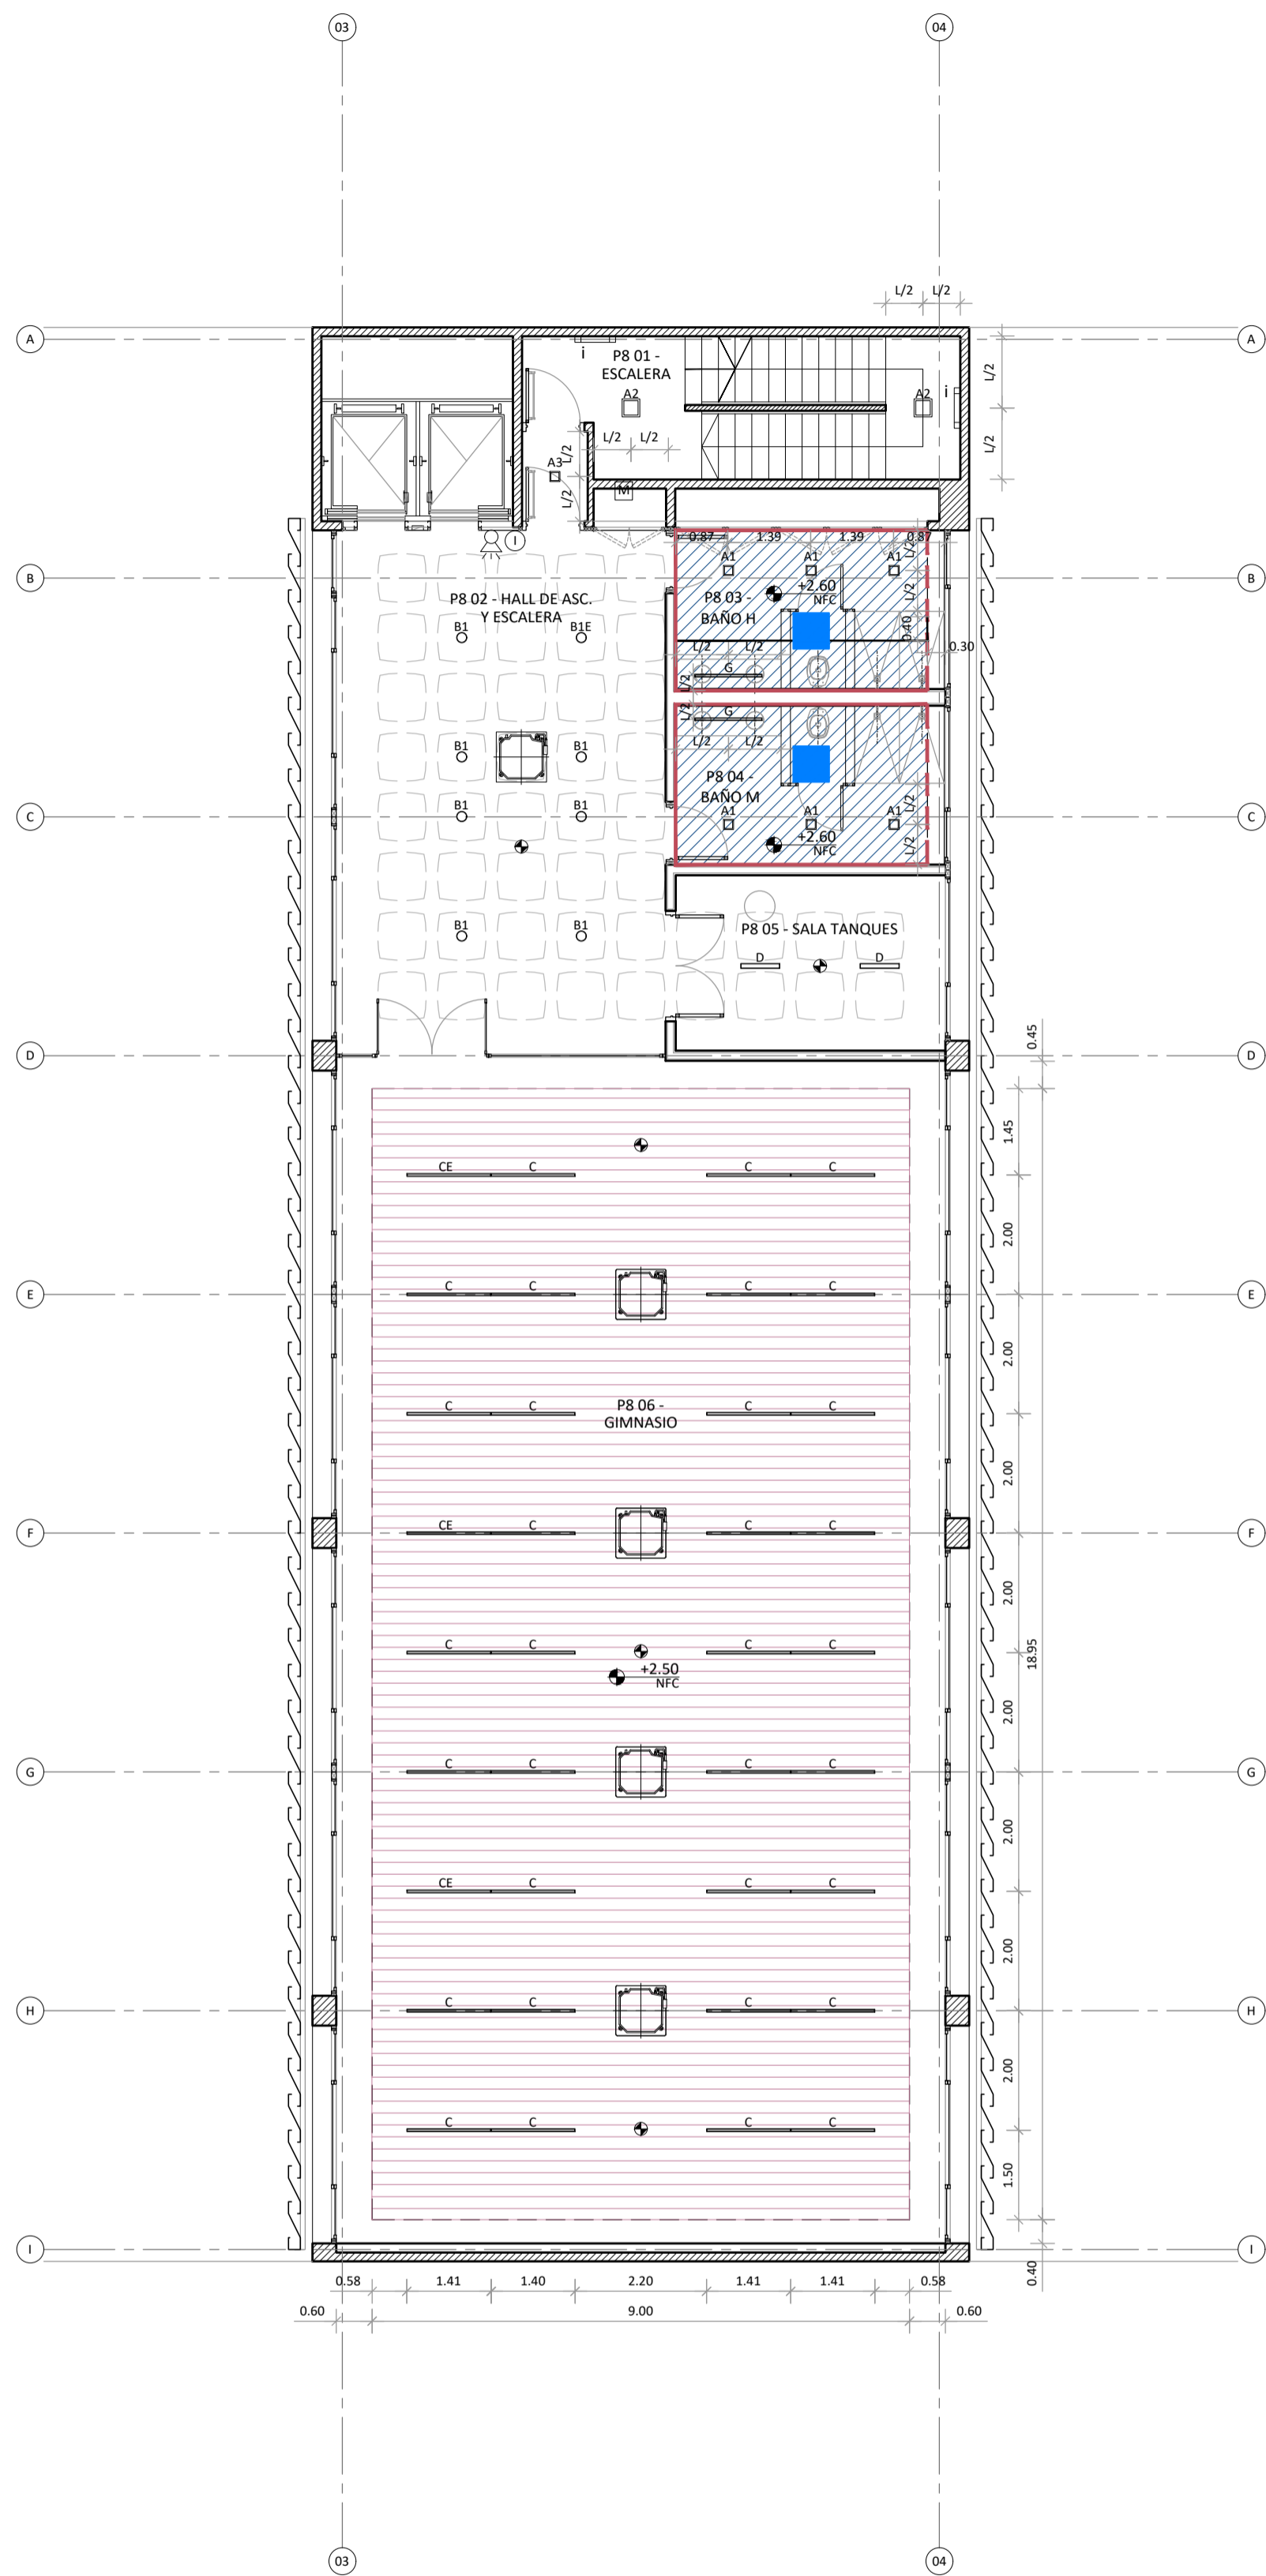 03 04
L/2 L/2
A A
i P8 01 -
ESCALERA
L/2
i
A2 A2
L/2 L/2 L/2
L/2
A3
L/2
M
I
0.87 1.39 1.39 0.87
A1 A1 A1
L/2
B B
+2.60
NFC
P8 02 - HALL DE ASC.
Y ESCALERA
P8 03 -
BAÑO H
L/2
B1 B1E
0.40
L/2 L/2
0.30
G
L/2
L/2
G
L/2 L/2
B1 B1
P8 04 -
BAÑO M
L/2
B1 B1
A1 A1 A1
C C
+2.60
NFC
L/2
B1 B1
P8 05 - SALA TANQUES
D D
0.45
D D
1.45
CE C C C
2.00
C C C C
E E
2.00
C C C C
P8 06 -
GIMNASIO
2.00
CE C C C
F F
2.00
C C C C
18.95
+2.50
NFC
2.00
C C C C
G G
2.00
CE C C C
2.00
C C C C
H H
2.00
C C C C
1.50
I I
0.40
0.58 1.41 1.40 2.20 1.41 1.41 0.58
0.60 9.00 0.60
03 04